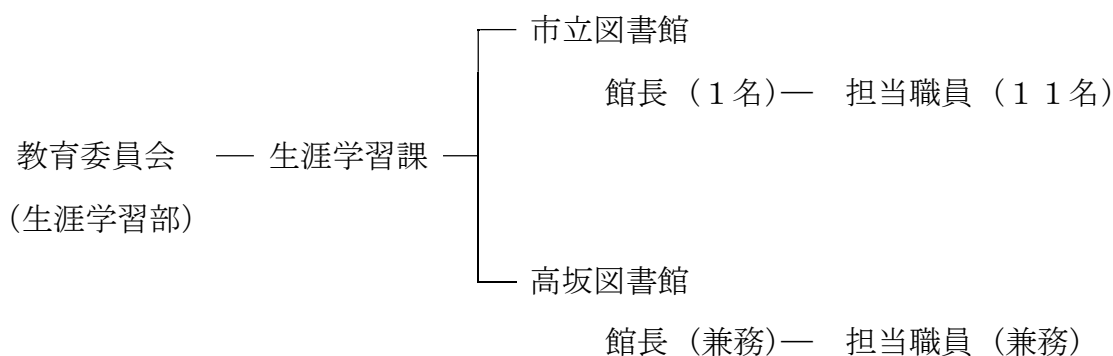 市立図書館
館長（１名）― 担当職員（１１名）
教育委員会 ― 生涯学習課
（生涯学習部）
高坂図書館
館長（兼務）― 担当職員（兼務）